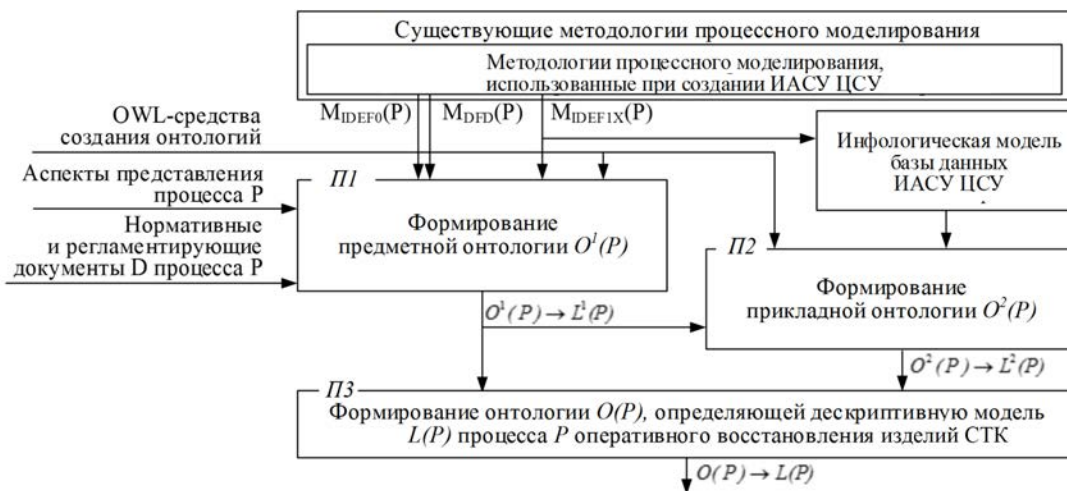 Существующие методологии процессного моделирования
Методологии процессного моделирования,
использованные при создании ИАСУ ЦСУ
M_IDEF0(P)
M_DFD(P)
M_IDEF1X(P)
OWL-средства
создания онтологий
Инфологическая модель
базы данных
ИАСУ ЦСУ
Аспекты представления
процесса P
П1
Формирование
предметной онтологии O¹(P)
Нормативные
и регламентирующие
документы D процесса P
П2
Формирование
прикладной онтологии O²(P)
O¹(P) → L¹(P)
O²(P) → L²(P)
П3
Формирование онтологии O(P), определяющей дескриптивную модель
L(P) процесса P оперативного восстановления изделий СТК
O(P) → L(P)